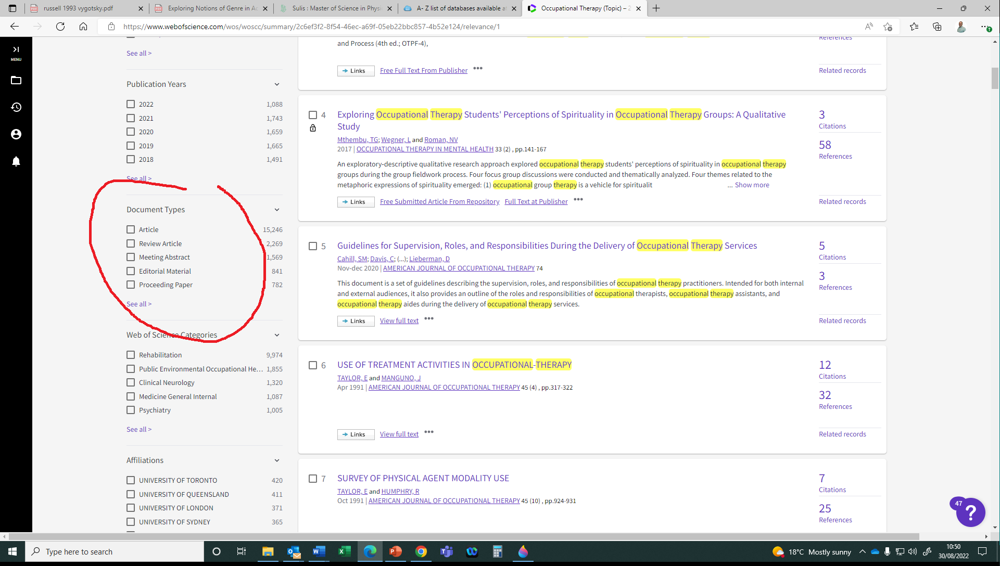 russell 1993 vygotsky.pdf
Exploring Notions of Genre in Ac
Sulis : Master of Science in Physi
A- Z list of databases available at
Occupational Therapy (Topic) – 2
https://www.webofscience.com/wos/woscc/summary/2c6ef3f2-8f54-46ec-a69f-05eb22bbc857-4b52e124/relevance/1
MENU
See all >
Publication Years
2022 1,088
2021 1,743
2020 1,659
2019 1,665
2018 1,491
See all >
Document Types
Article 15,246
Review Article 2,269
Meeting Abstract 1,569
Editorial Material 841
Proceeding Paper 782
See all >
Web of Science Categories
Rehabilitation 9,974
Public Environmental Occupational He... 1,855
Clinical Neurology 1,320
Medicine General Internal 1,087
Psychiatry 1,005
See all >
Affiliations
UNIVERSITY OF TORONTO 420
UNIVERSITY OF QUEENSLAND 411
UNIVERSITY OF LONDON 371
UNIVERSITY OF SYDNEY 365
and Process (4th ed.; OTPF-4),
References
Links Free Full Text From Publisher •••
Related records
4 Exploring Occupational Therapy Students' Perceptions of Spirituality in Occupational Therapy Groups: A Qualitative
Study
Mthembu, TG; Wegner, L and Roman, NV
2017 | OCCUPATIONAL THERAPY IN MENTAL HEALTH 33 (2) , pp.141-167
An exploratory-descriptive qualitative research approach explored occupational therapy students' perceptions of spirituality in occupational therapy
groups during the group fieldwork process. Four focus group discussions were conducted and thematically analyzed. Four themes related to the
metaphoric expressions of spirituality emerged: (1) occupational group therapy is a vehicle for spiritualit ... Show more
Links Free Submitted Article From Repository Full Text at Publisher •••
3
Citations
58
References
Related records
5 Guidelines for Supervision, Roles, and Responsibilities During the Delivery of Occupational Therapy Services
Cahill, SM; Davis, C; (...); Lieberman, D
Nov-dec 2020 | AMERICAN JOURNAL OF OCCUPATIONAL THERAPY 74
This document is a set of guidelines describing the supervision, roles, and responsibilities of occupational therapy practitioners. Intended for both internal
and external audiences, it also provides an outline of the roles and responsibilities of occupational therapists, occupational therapy assistants, and
occupational therapy aides during the delivery of occupational therapy services.
Links View full text •••
5
Citations
3
References
Related records
6 USE OF TREATMENT ACTIVITIES IN OCCUPATIONAL-THERAPY
TAYLOR, E and MANGUNO, J
Apr 1991 | AMERICAN JOURNAL OF OCCUPATIONAL THERAPY 45 (4) , pp.317-322
Links View full text •••
12
Citations
32
References
Related records
7 SURVEY OF PHYSICAL AGENT MODALITY USE
TAYLOR, E and HUMPHRY, R
Oct 1991 | AMERICAN JOURNAL OF OCCUPATIONAL THERAPY 45 (10) , pp.924-931
7
Citations
25
References
47
?
Type here to search
18°C Mostly sunny
10:50
30/08/2022